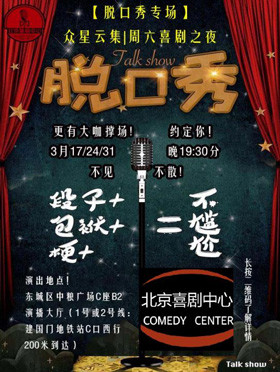 【脱口秀专场】
众星云集|周六喜剧之夜
Talk show
脱口秀
更有大咖撑场！ 约定你！
3月17/24/31 晚19:30分
不见 不散！
段子+
包袱+
梗+
=
不尴尬
演出地点！
东城区中粮广场C座B2
演播大厅（1号或2号线：
建国门地铁站C口西行
200米到达）
北京喜剧中心
COMEDY CENTER
长按二维码了解详情
Talk show